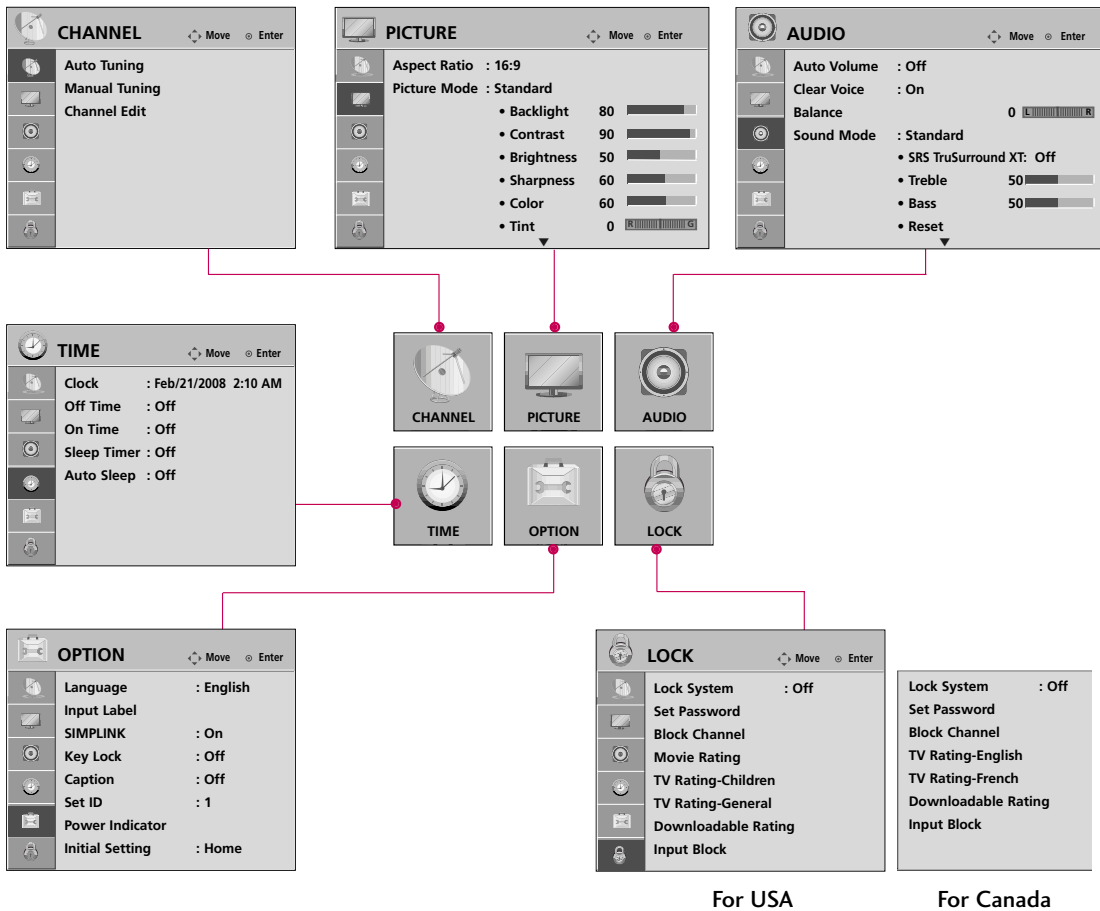 CHANNEL Move Enter
Auto Tuning
Manual Tuning
Channel Edit
PICTURE Move Enter
Aspect Ratio : 16:9
Picture Mode : Standard
• Backlight 80
• Contrast 90
• Brightness 50
• Sharpness 60
• Color 60
• Tint 0 R G
AUDIO Move Enter
Auto Volume : Off
Clear Voice : On
Balance 0 L R
Sound Mode : Standard
• SRS TruSurround XT: Off
• Treble 50
• Bass 50
• Reset
TIME Move Enter
Clock : Feb/21/2008 2:10 AM
Off Time : Off
On Time : Off
Sleep Timer : Off
Auto Sleep : Off
CHANNEL
PICTURE
AUDIO
TIME
OPTION
LOCK
OPTION Move Enter
Language : English
Input Label
SIMPLINK : On
Key Lock : Off
Caption : Off
Set ID : 1
Power Indicator
Initial Setting : Home
LOCK Move Enter
Lock System : Off
Set Password
Block Channel
Movie Rating
TV Rating-Children
TV Rating-General
Downloadable Rating
Input Block
For USA
Lock System : Off
Set Password
Block Channel
TV Rating-English
TV Rating-French
Downloadable Rating
Input Block
For Canada